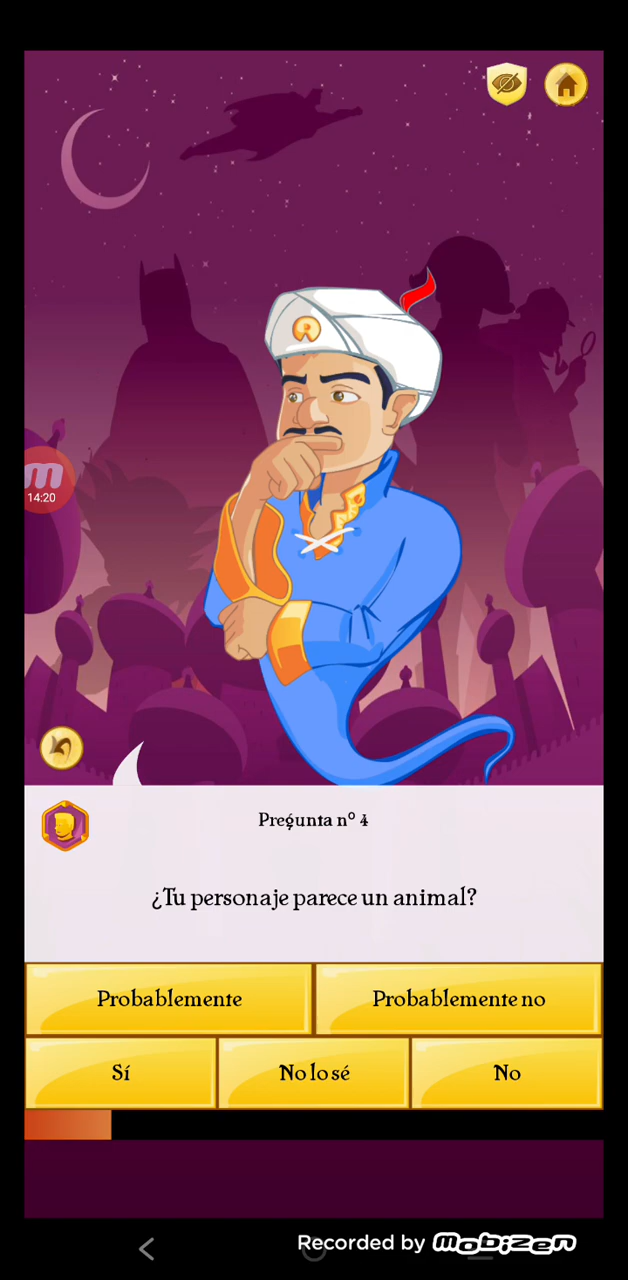 m
14:20
Pregunta nº 4
¿Tu personaje parece un animal?
Probablemente
Probablemente no
Sí
No lo sé
No
Recorded by mobizen